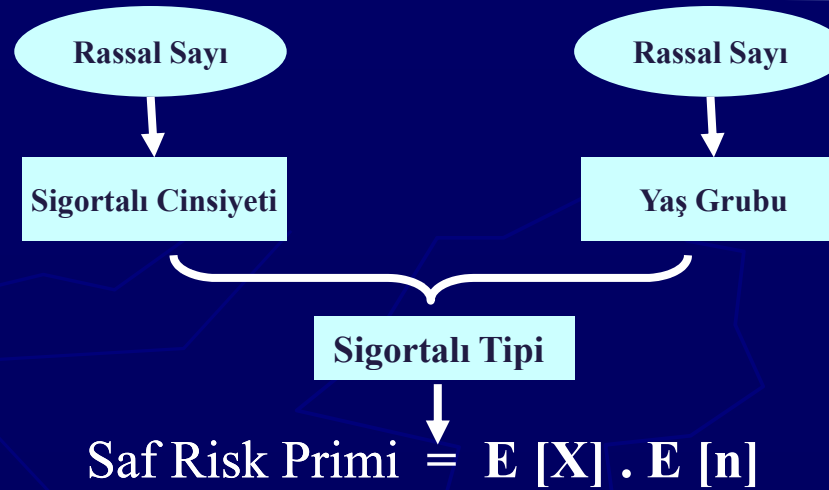 Rassal Sayı
Rassal Sayı
Sigortalı Cinsiyeti
Yaş Grubu
Sigortalı Tipi
Saf Risk Primi = E [X] . E [n]